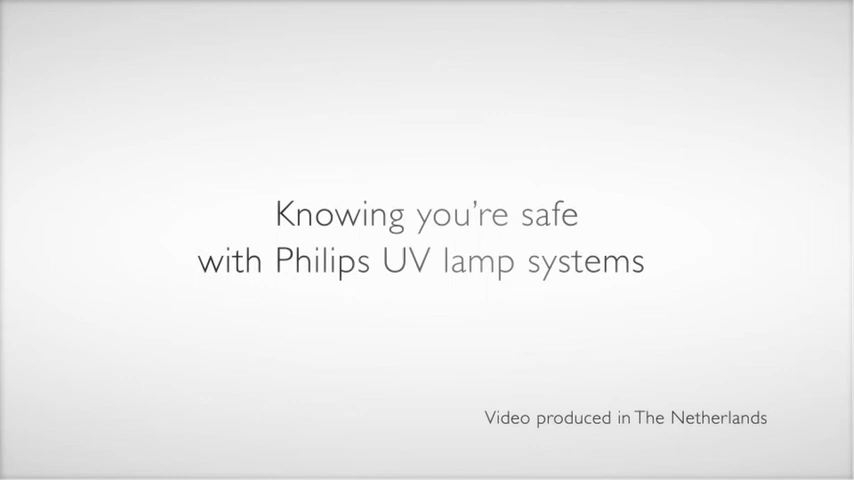 Knowing you're safe
with Philips UV lamp systems
Video produced in The Netherlands